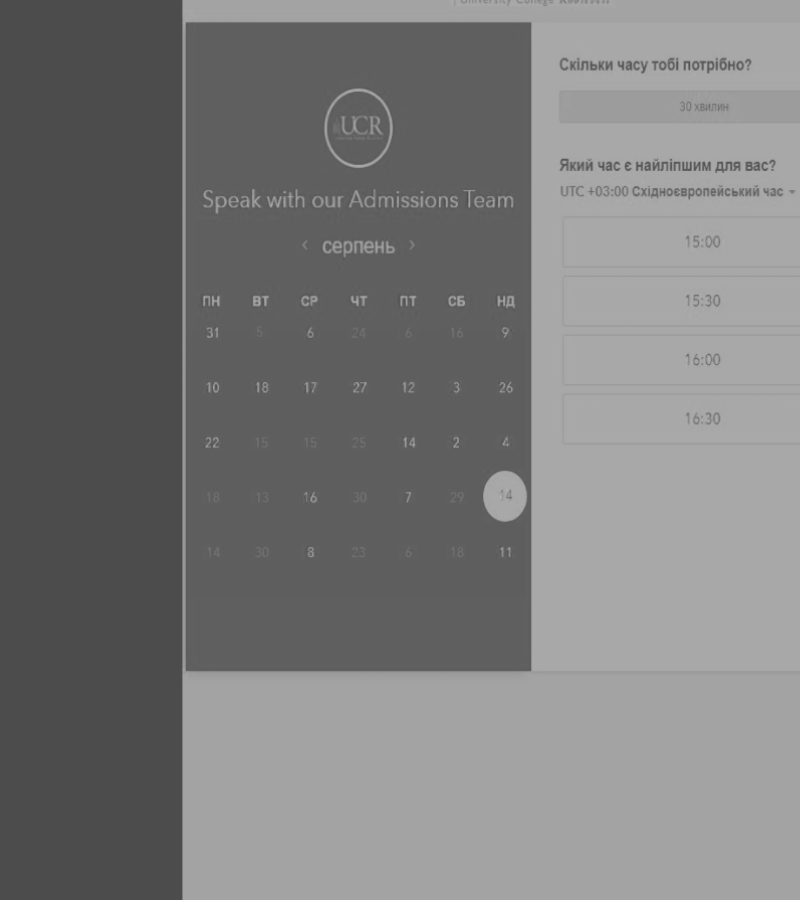 University College
UCR
Speak with our Admissions Team
‹ серпень ›
ПН ВТ СР ЧТ ПТ СБ НД
31 5 6 24 6 16 9
10 18 17 27 12 3 26
22 15 15 25 14 2 4
18 13 16 30 7 29 14
14 30 8 23 6 18 11
Скільки часу тобі потрібно?
30 хвилин
Який час є найліпшим для вас?
UTC +03:00 Східноєвропейський час
15:00
15:30
16:00
16:30